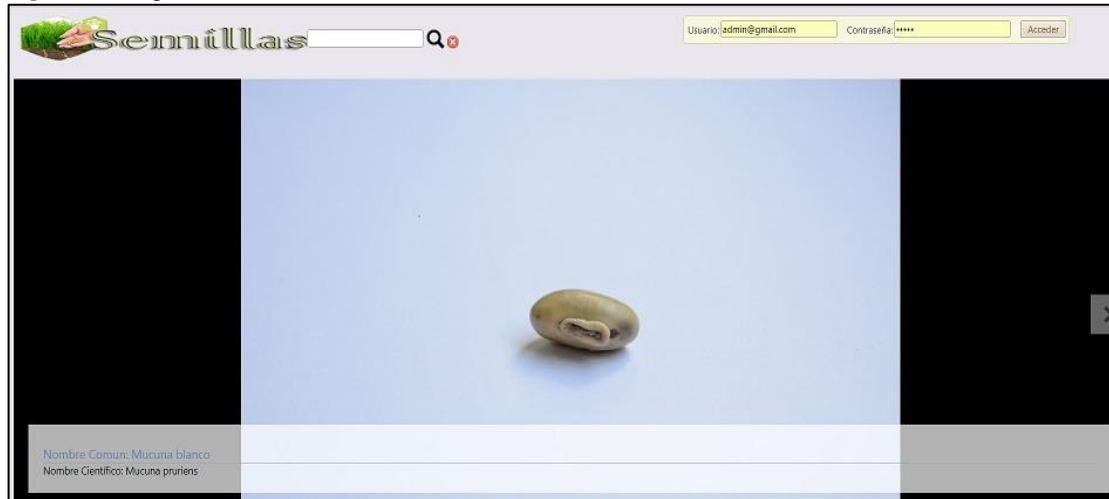 Semillas
Usuario: admin@gmail.com Contraseña: ••••• Acceder
Nombre Comun: Mucuna blanco
Nombre Científico: Mucuna pruriens